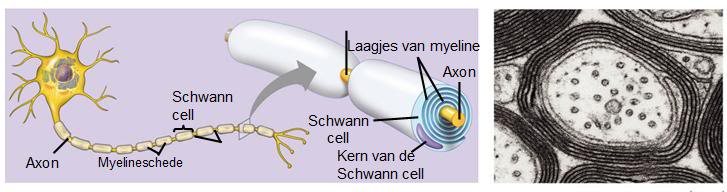 Axon
Myelineschede
Schwann
cell
Laagjes van myeline
Axon
Schwann
cell
Kern van de
Schwann cell